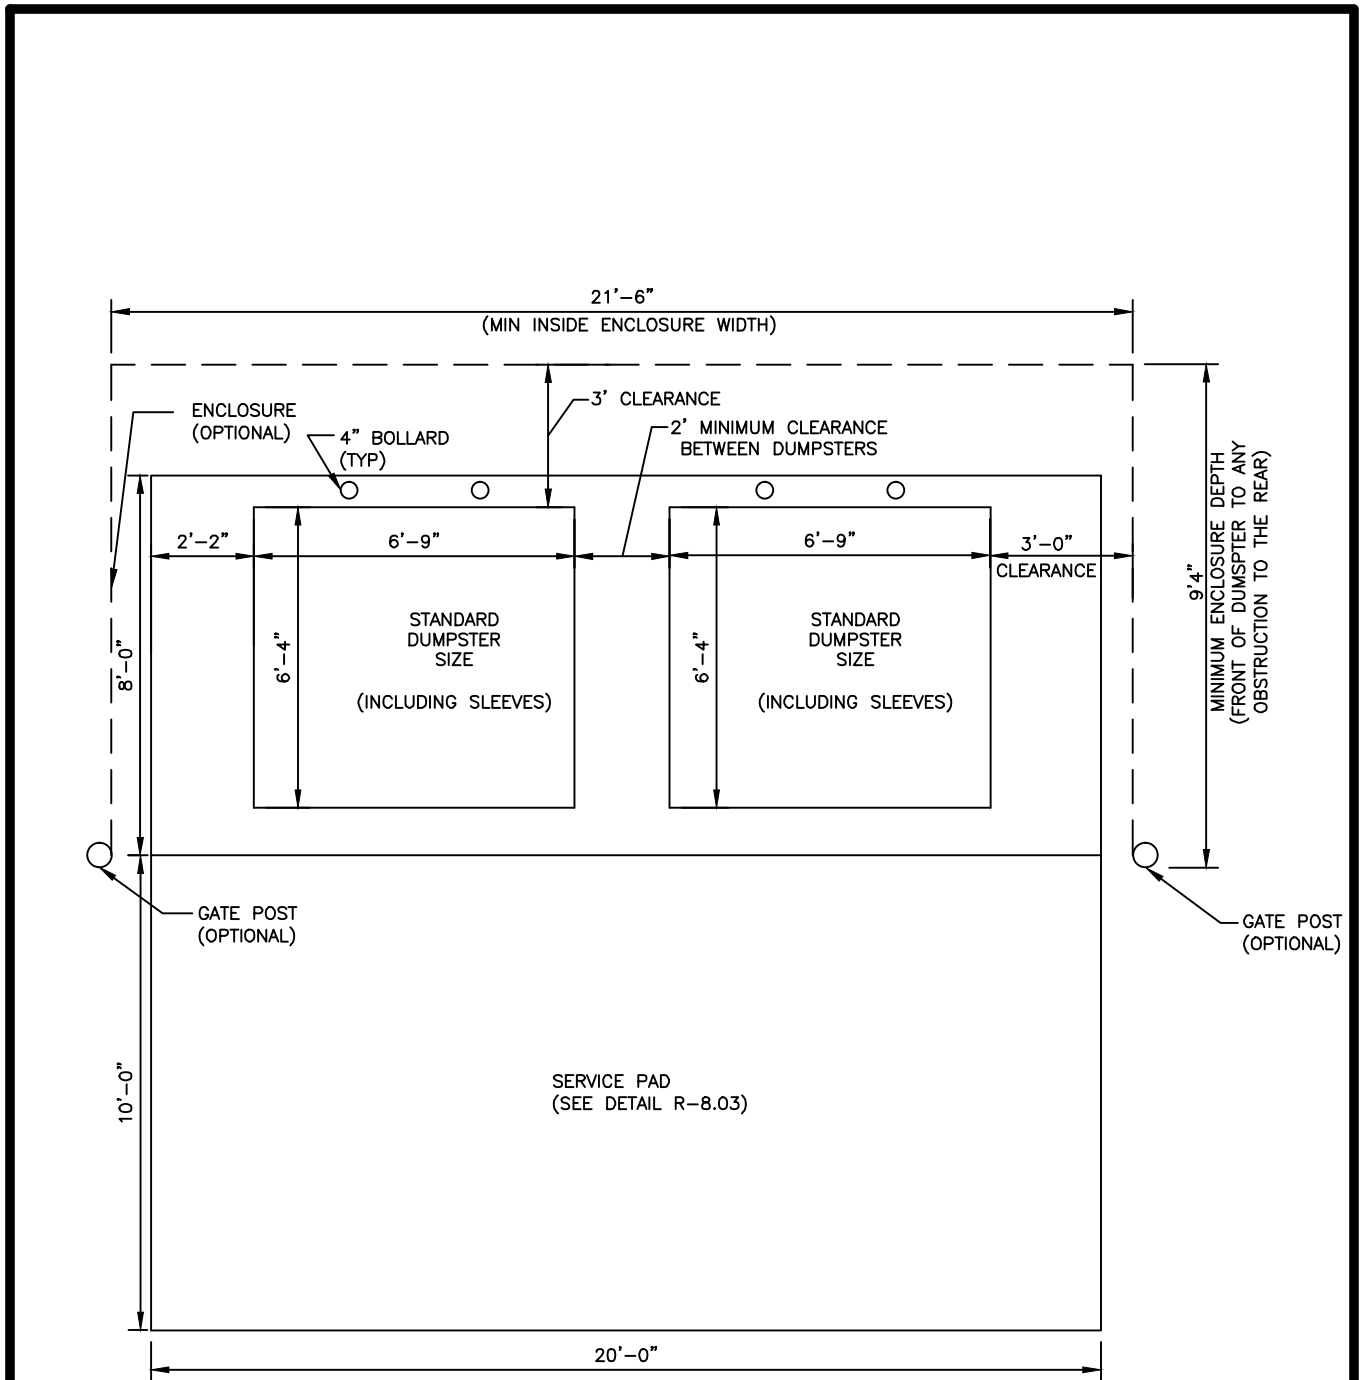 21'-6"
(MIN INSIDE ENCLOSURE WIDTH)
3' CLEARANCE
ENCLOSURE
(OPTIONAL)
4" BOLLARD
(TYP)
2' MINIMUM CLEARANCE
BETWEEN DUMPSTERS
2'-2"
6'-9"
6'-9"
3'-0"
CLEARANCE
9'4"
MINIMUM ENCLOSURE DEPTH
(FRONT OF DUMSPTER TO ANY
OBSTRUCTION TO THE REAR)
8'-0"
6'-4"
STANDARD
DUMPSTER
SIZE
(INCLUDING SLEEVES)
6'-4"
STANDARD
DUMPSTER
SIZE
(INCLUDING SLEEVES)
GATE POST
(OPTIONAL)
GATE POST
(OPTIONAL)
10'-0"
SERVICE PAD
(SEE DETAIL R-8.03)
20'-0"